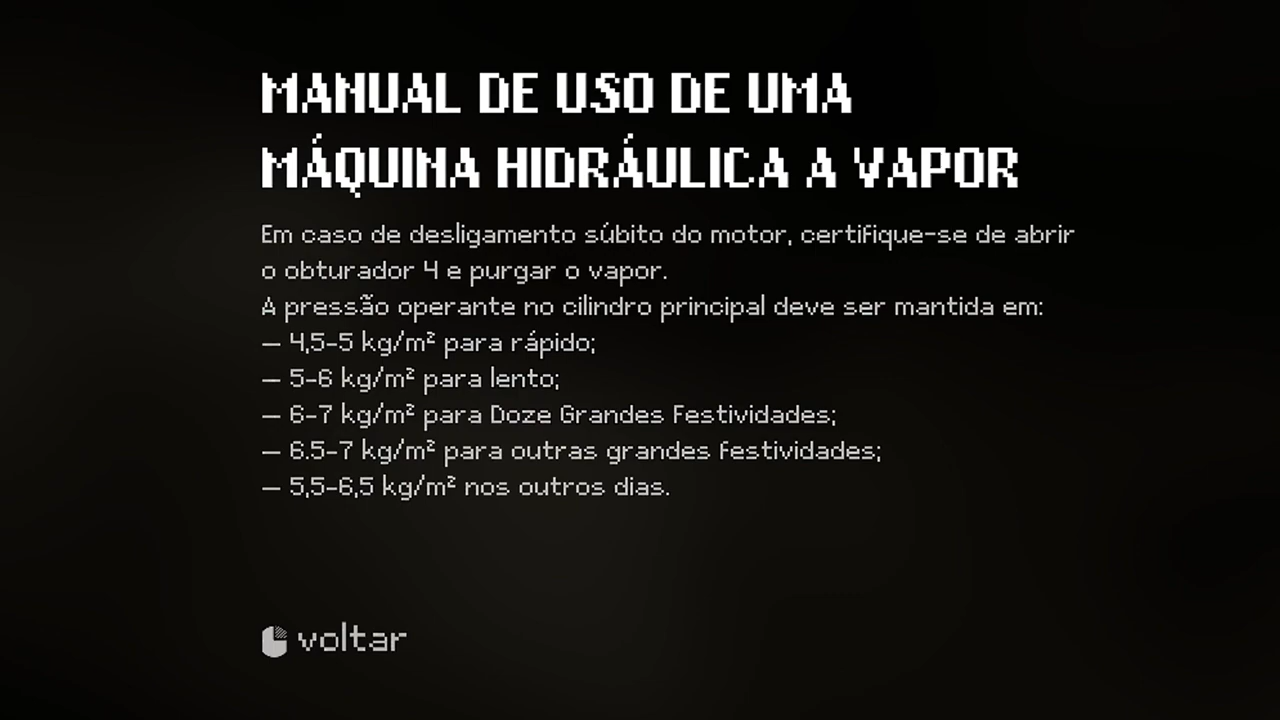 MANUAL DE USO DE UMA
MÁQUINA HIDRÁULICA A VAPOR
Em caso de desligamento súbito do motor, certifique-se de abrir
o obturador 4 e purgar o vapor.
A pressão operante no cilindro principal deve ser mantida em:
— 4,5-5 kg/m² para rápido;
— 5-6 kg/m² para lento;
— 6-7 kg/m² para Doze Grandes Festividades;
— 6.5-7 kg/m² para outras grandes festividades;
— 5,5-6,5 kg/m² nos outros dias.
voltar